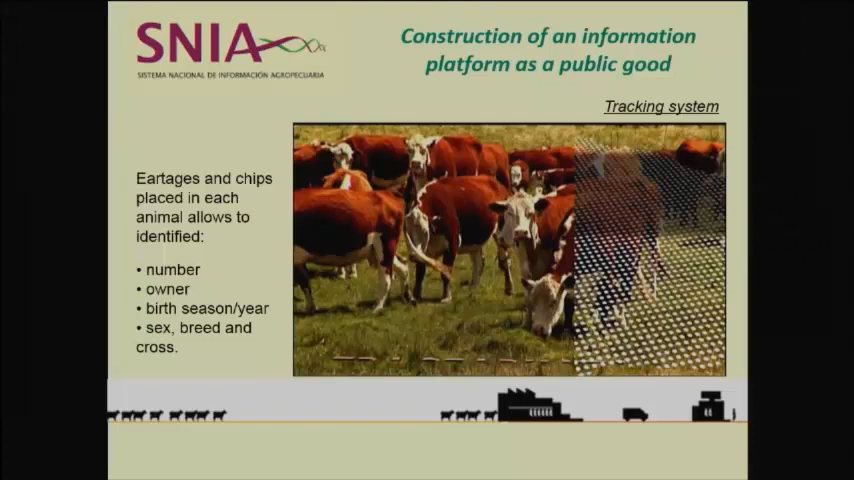 SNIA
SISTEMA NACIONAL DE INFORMACIÓN AGROPECUARIA
Construction of an information
platform as a public good
Tracking system
Eartages and chips
placed in each
animal allows to
identified:
• number
• owner
• birth season/year
• sex, breed and
cross.